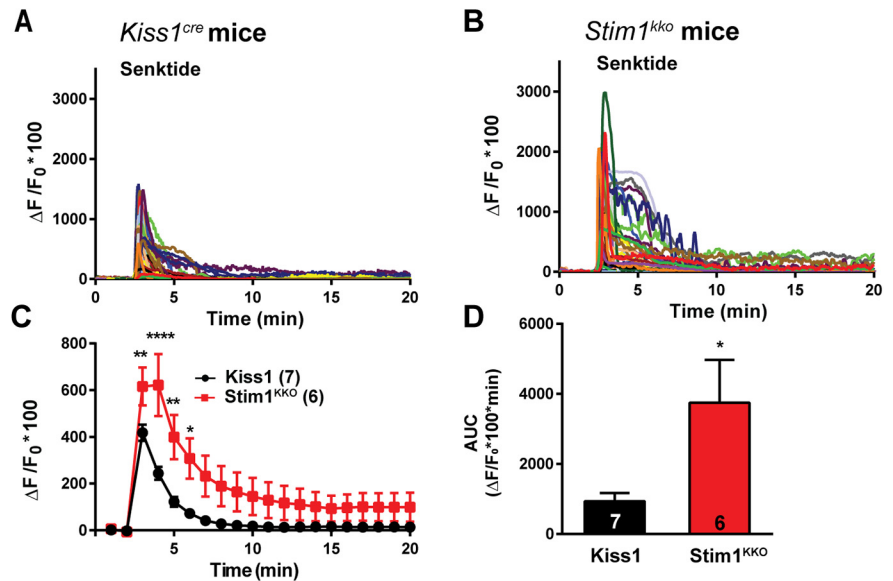 A
Kiss1cre mice
Senktide
3000
2000
1000
0
ΔF/F0*100
0 5 10 15 20
Time (min)
B
Stim1kko mice
Senktide
3000
2000
1000
0
ΔF/F0*100
0 5 10 15 20
Time (min)
C
800
600
400
200
0
ΔF/F0*100
** **** ** *
Kiss1 (7)
Stim1KKO (6)
0 5 10 15 20
Time (min)
D
6000
4000
2000
0
AUC
(ΔF/F0*100*min)
*
7 6
Kiss1 Stim1KKO